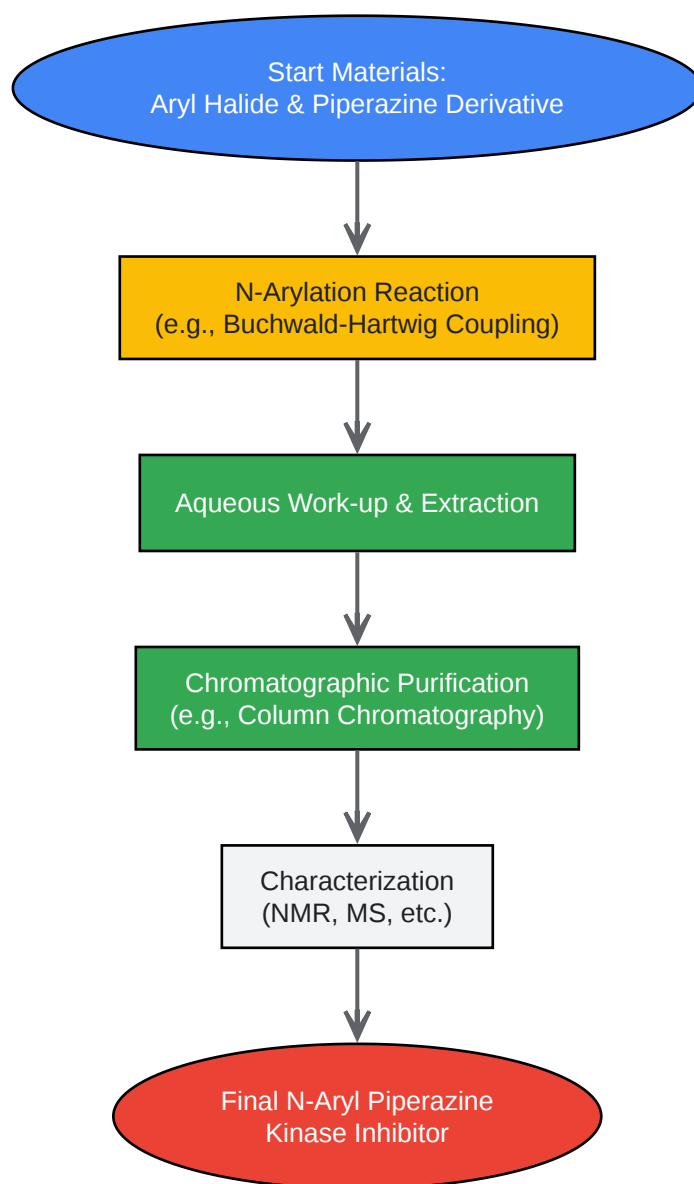 Start Materials:
Aryl Halide & Piperazine Derivative
N-Arylation Reaction
(e.g., Buchwald-Hartwig Coupling)
Aqueous Work-up & Extraction
Chromatographic Purification
(e.g., Column Chromatography)
Characterization
(NMR, MS, etc.)
Final N-Aryl Piperazine
Kinase Inhibitor